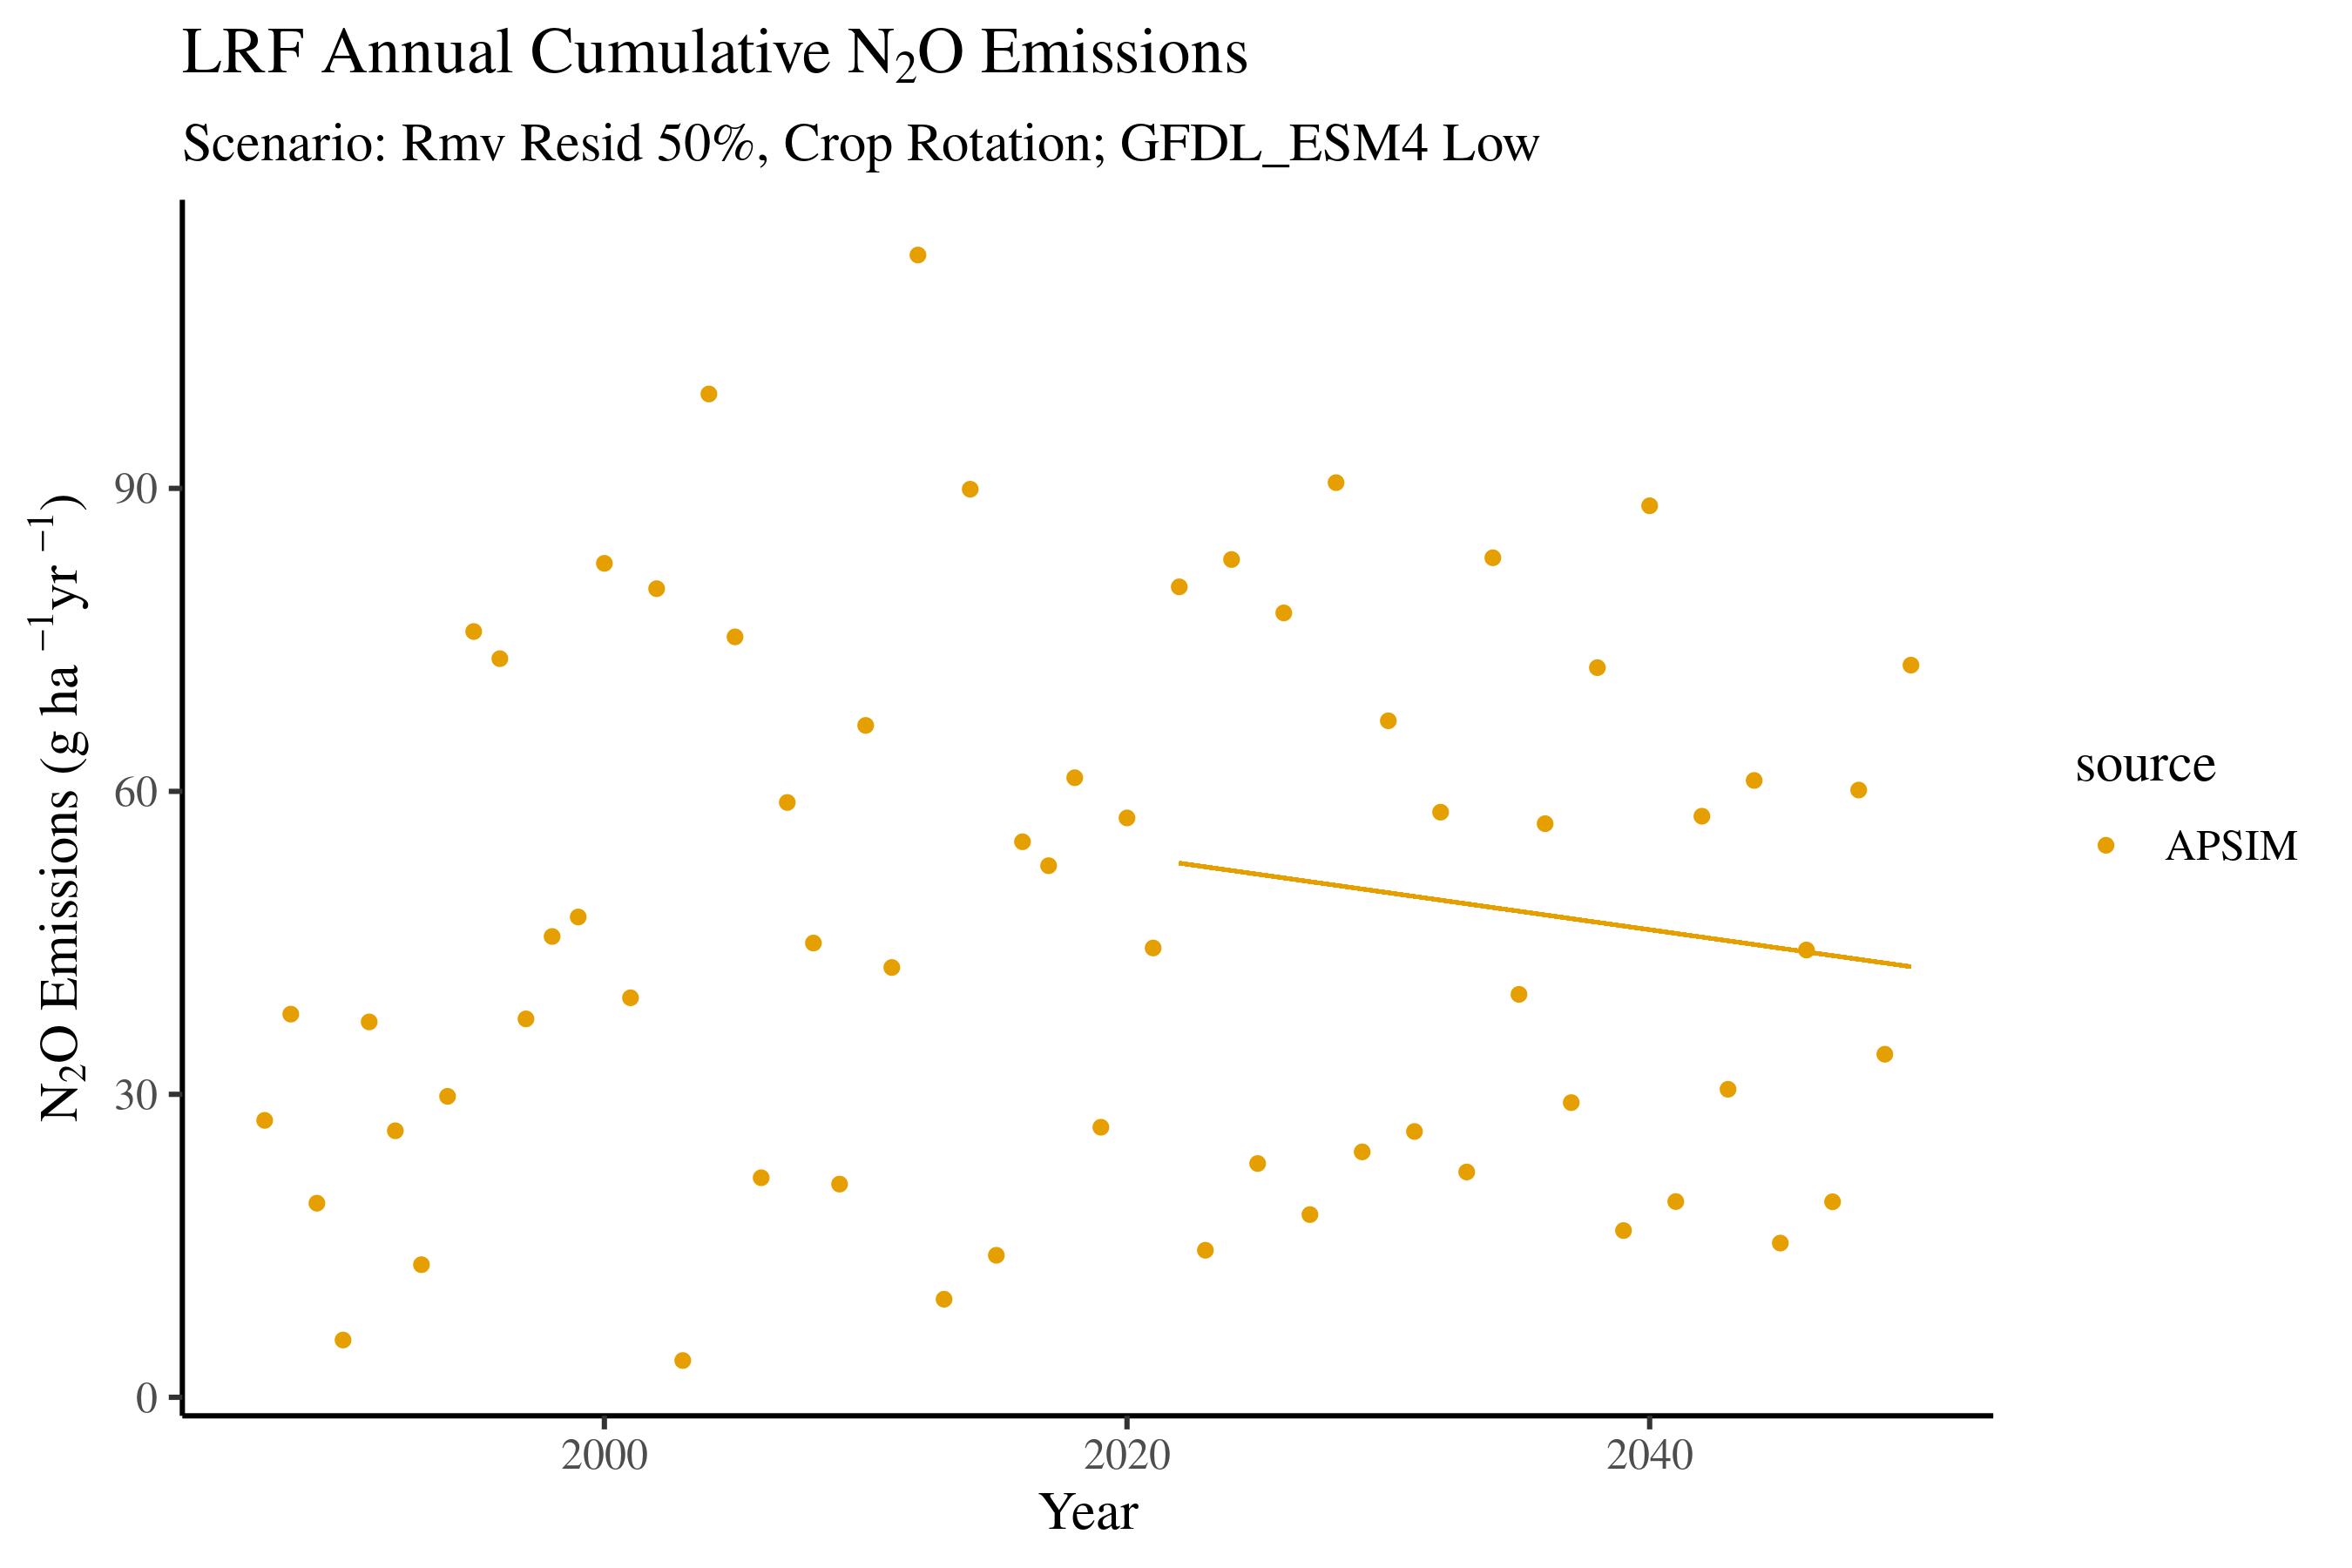 LRF Annual Cumulative N₂O Emissions
Scenario: Rmv Resid 50%, Crop Rotation; GFDL_ESM4 Low
N₂O Emissions (g ha⁻¹yr⁻¹)
90
60
30
0
2000 2020 2040
Year
source
APSIM